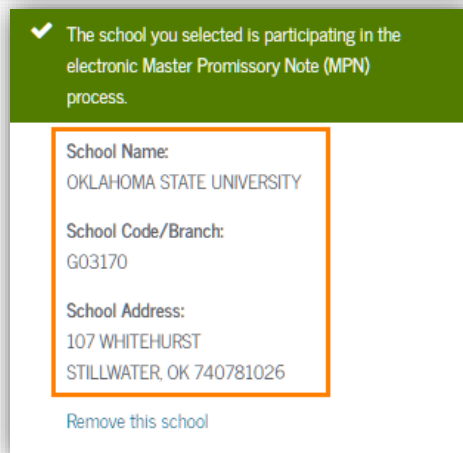 The school you selected is participating in the
electronic Master Promissory Note (MPN)
process.
School Name:
OKLAHOMA STATE UNIVERSITY
School Code/Branch:
G03170
School Address:
107 WHITEHURST
STILLWATER, OK 740781026
Remove this school